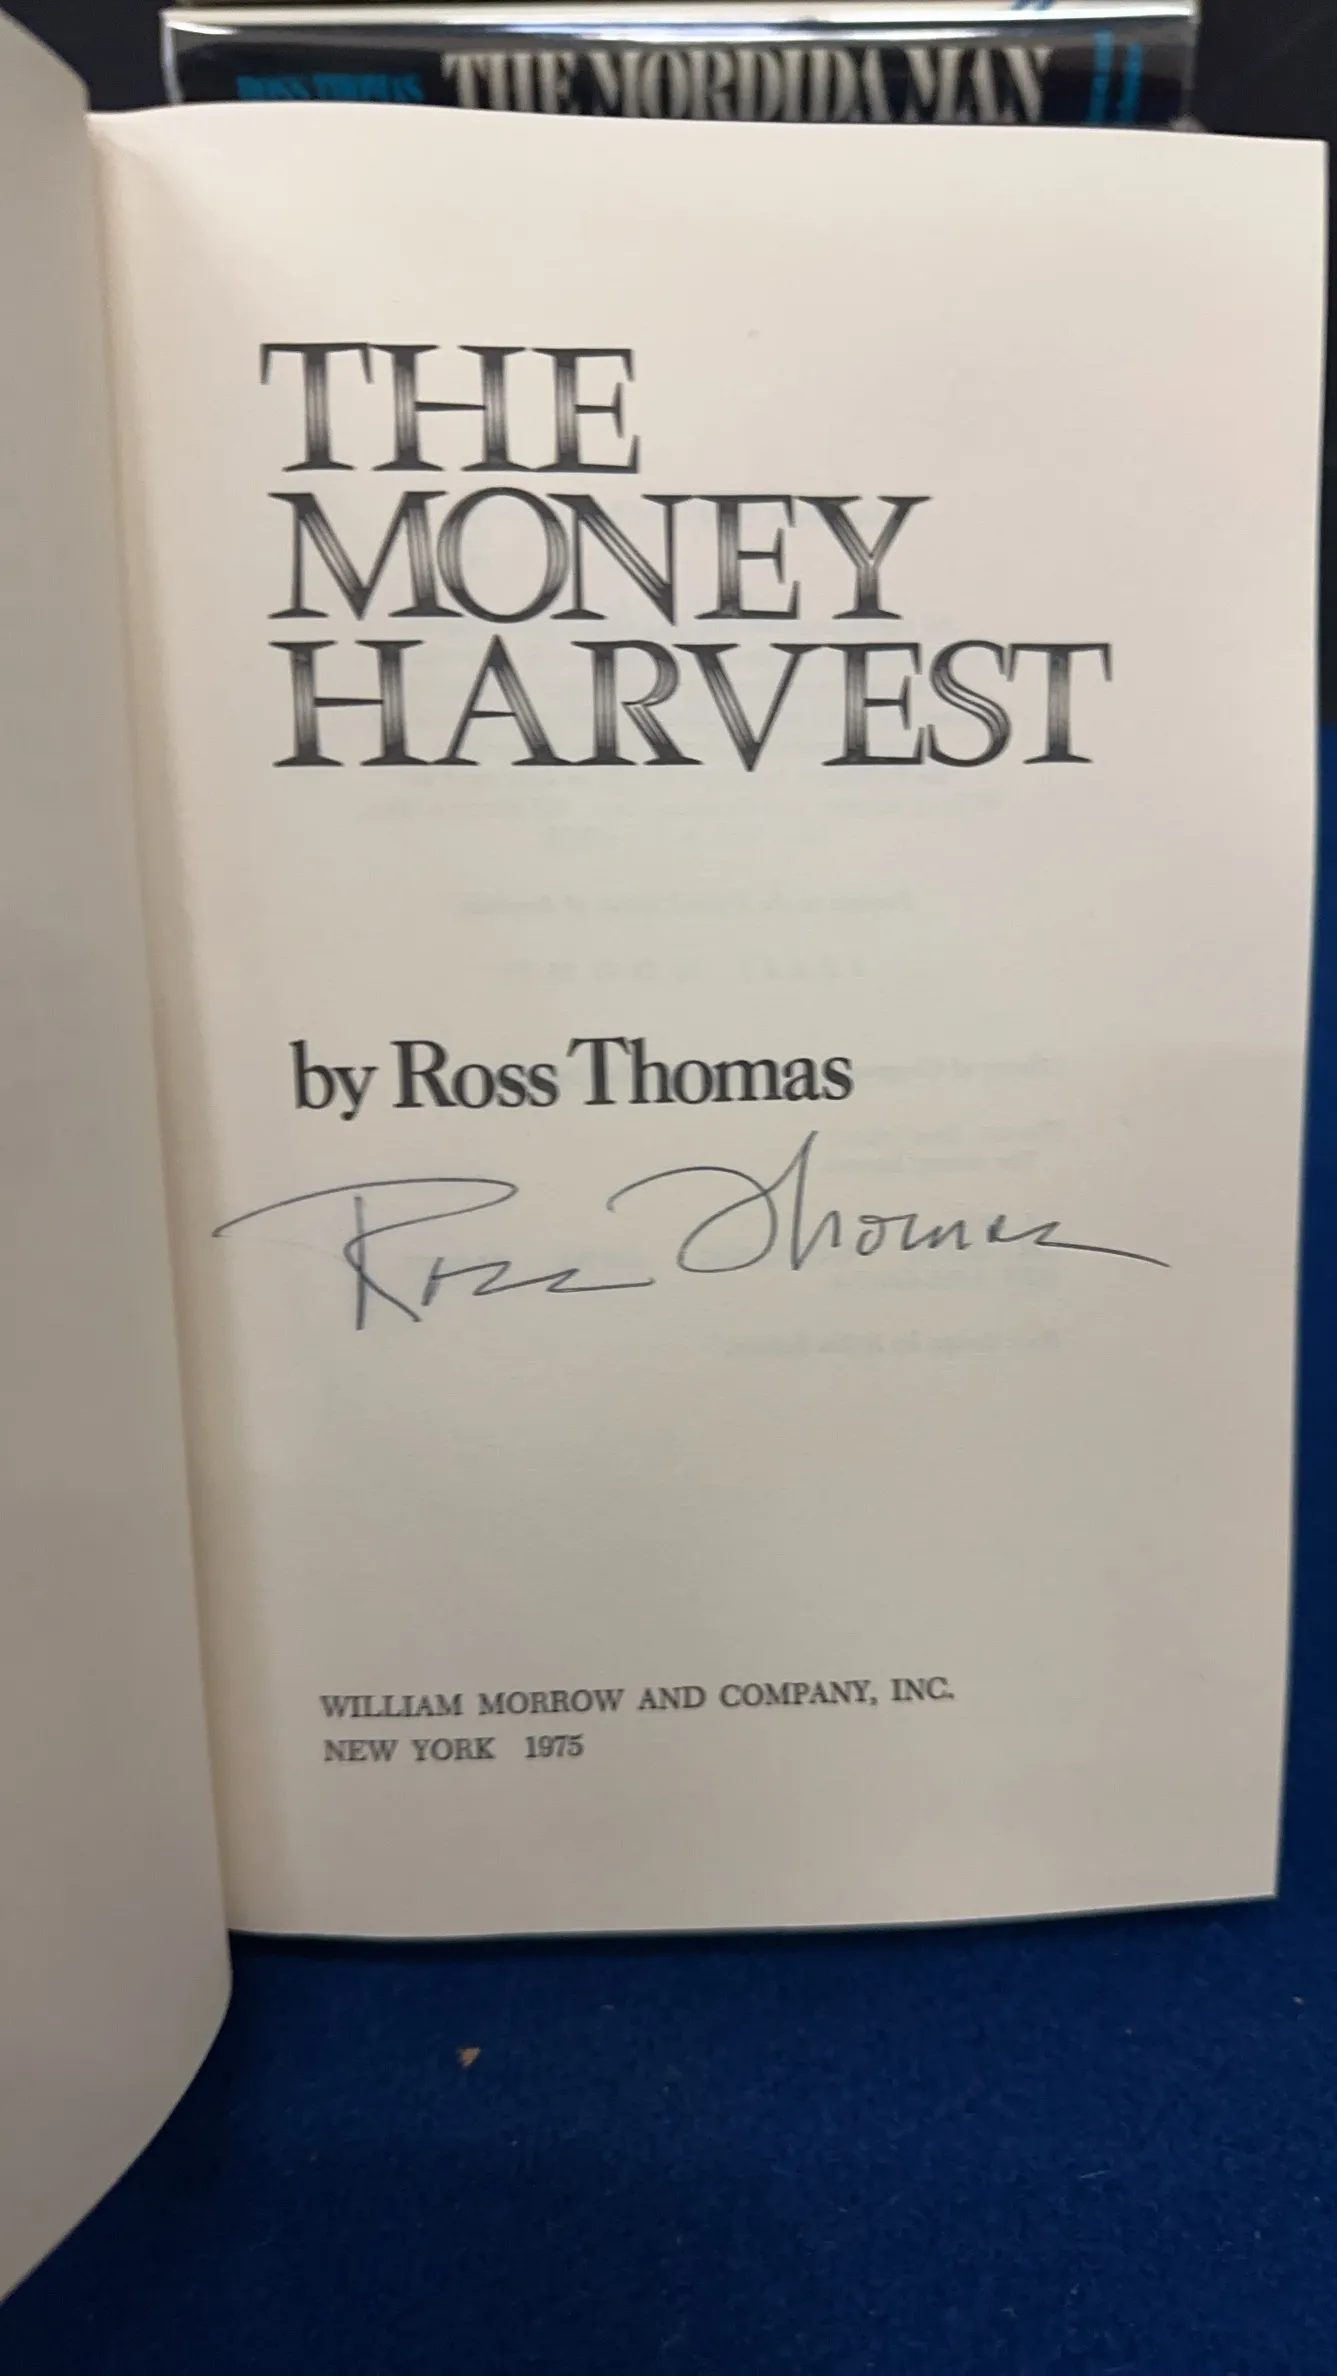 ROSS THOMAS THE MORDIDA MAN
THE
MONEY
HARVEST
by Ross Thomas
Ross Thomas
WILLIAM MORROW AND COMPANY, INC.
NEW YORK 1975